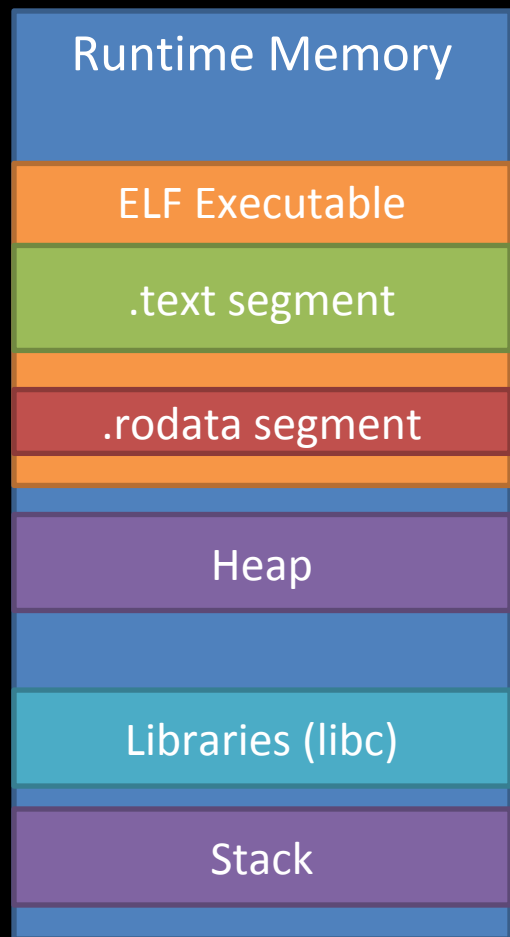 Runtime Memory
ELF Executable
.text segment
.rodata segment
Heap
Libraries (libc)
Stack